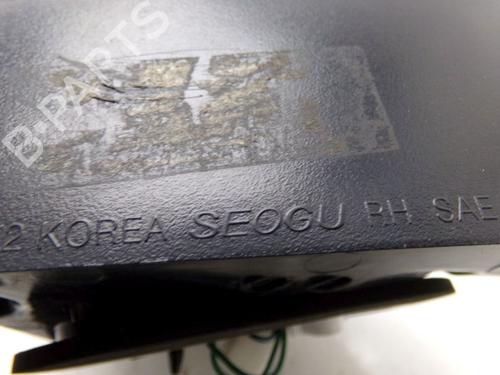 B-PARTS
2 KOREA SEOGU RH SAE